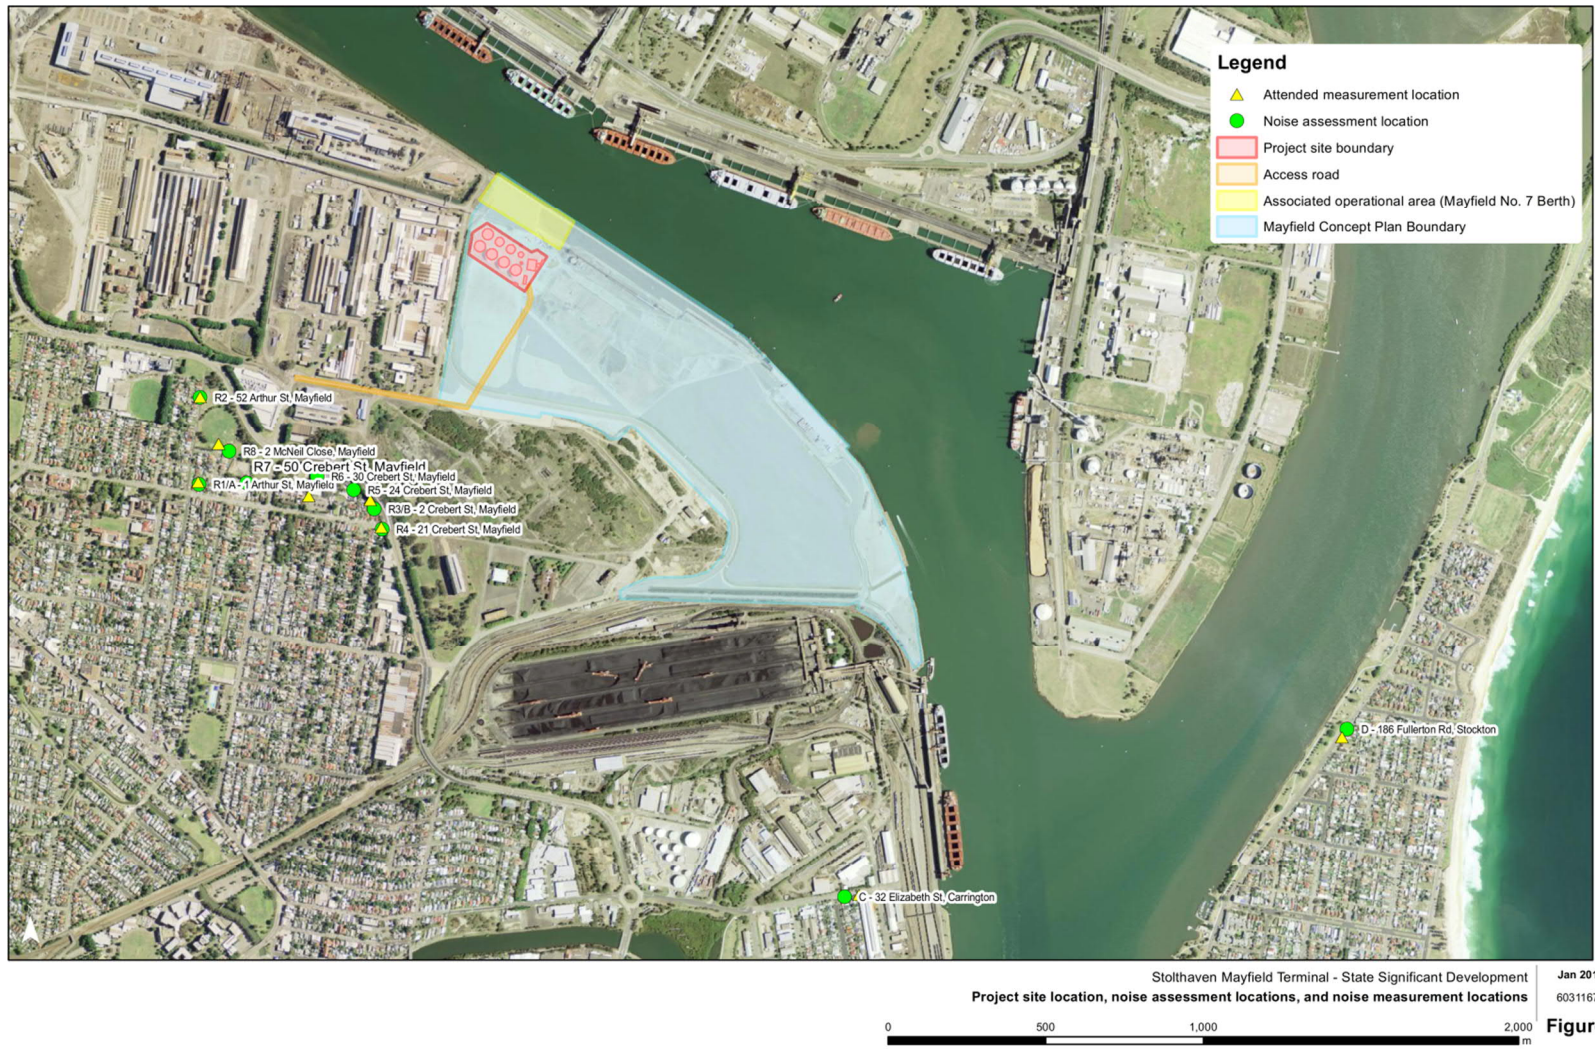 Legend
Attended measurement location
Noise assessment location
Project site boundary
Access road
Associated operational area (Mayfield No. 7 Berth)
Mayfield Concept Plan Boundary
R2 - 52 Arthur St, Mayfield
R8 - 2 McNeil Close, Mayfield
R7 - 50 Crebert St, Mayfield
R6 - 30 Crebert St, Mayfield
R1/A - 1 Arthur St, Mayfield
R5 - 24 Crebert St, Mayfield
R3/B - 2 Crebert St, Mayfield
R4 - 21 Crebert St, Mayfield
D - 186 Fullerton Rd, Stockton
C - 32 Elizabeth St, Carrington
Stolthaven Mayfield Terminal - State Significant Development
Jan 201
Project site location, noise assessment locations, and noise measurement locations
6031167
Figur
0 500 1,000 2,000
m